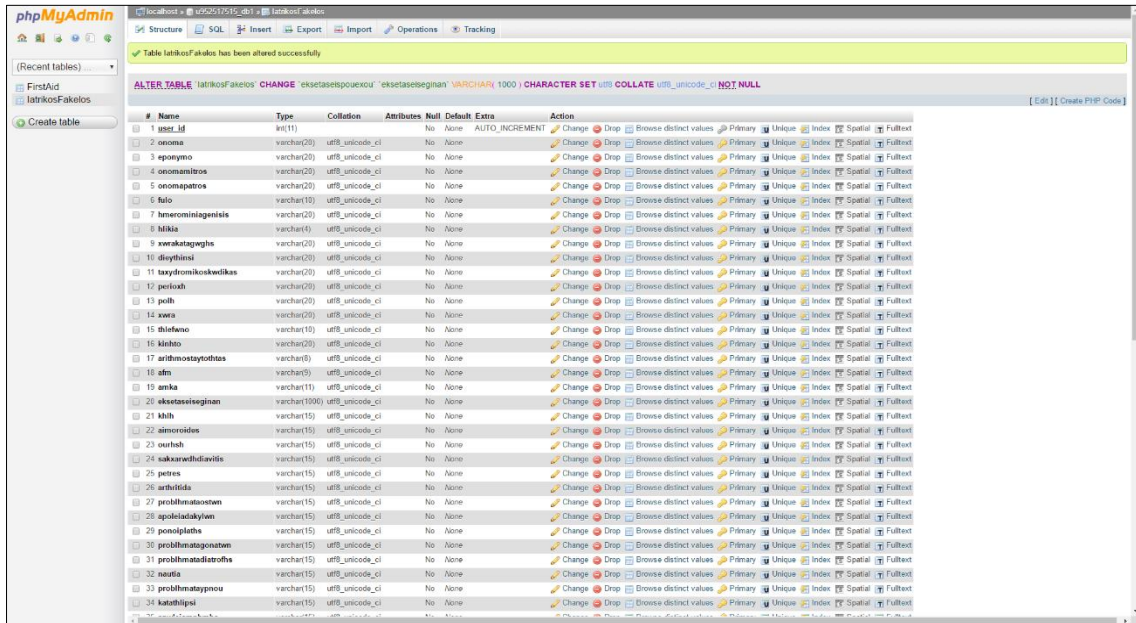 phpMyAdmin
(Recent tables) ...
FirstAid
IatrikosFakelos
Create table
localhost » u952517515_db1 » IatrikosFakelos
Structure SQL Insert Export Import Operations Tracking
Table IatrikosFakelos has been altered successfully
ALTER TABLE `IatrikosFakelos` CHANGE `eksetaseispouexou` `eksetaseiseginan` VARCHAR( 1000 ) CHARACTER SET utf8 COLLATE utf8_unicode_ci NOT NULL
[ Edit ] [ Create PHP Code ]
# Name Type Collation Attributes Null Default Extra Action
1 user_id int(11) No None AUTO_INCREMENT Change Drop Browse distinct values Primary Unique Index Spatial Fulltext
2 onoma varchar(20) utf8_unicode_ci No None Change Drop Browse distinct values Primary Unique Index Spatial Fulltext
3 eponymo varchar(20) utf8_unicode_ci No None Change Drop Browse distinct values Primary Unique Index Spatial Fulltext
4 onomamitros varchar(20) utf8_unicode_ci No None Change Drop Browse distinct values Primary Unique Index Spatial Fulltext
5 onomapatros varchar(20) utf8_unicode_ci No None Change Drop Browse distinct values Primary Unique Index Spatial Fulltext
6 fulo varchar(10) utf8_unicode_ci No None Change Drop Browse distinct values Primary Unique Index Spatial Fulltext
7 hmerominiagenisis varchar(20) utf8_unicode_ci No None Change Drop Browse distinct values Primary Unique Index Spatial Fulltext
8 hlikia varchar(4) utf8_unicode_ci No None Change Drop Browse distinct values Primary Unique Index Spatial Fulltext
9 xwrakatagwghs varchar(20) utf8_unicode_ci No None Change Drop Browse distinct values Primary Unique Index Spatial Fulltext
10 dieythinsi varchar(20) utf8_unicode_ci No None Change Drop Browse distinct values Primary Unique Index Spatial Fulltext
11 taxydromikoskwdikas varchar(20) utf8_unicode_ci No None Change Drop Browse distinct values Primary Unique Index Spatial Fulltext
12 perioxh varchar(20) utf8_unicode_ci No None Change Drop Browse distinct values Primary Unique Index Spatial Fulltext
13 polh varchar(20) utf8_unicode_ci No None Change Drop Browse distinct values Primary Unique Index Spatial Fulltext
14 xwra varchar(20) utf8_unicode_ci No None Change Drop Browse distinct values Primary Unique Index Spatial Fulltext
15 thlefwno varchar(10) utf8_unicode_ci No None Change Drop Browse distinct values Primary Unique Index Spatial Fulltext
16 kinhto varchar(20) utf8_unicode_ci No None Change Drop Browse distinct values Primary Unique Index Spatial Fulltext
17 arithmostaytothtas varchar(8) utf8_unicode_ci No None Change Drop Browse distinct values Primary Unique Index Spatial Fulltext
18 afm varchar(9) utf8_unicode_ci No None Change Drop Browse distinct values Primary Unique Index Spatial Fulltext
19 amka varchar(11) utf8_unicode_ci No None Change Drop Browse distinct values Primary Unique Index Spatial Fulltext
20 eksetaseiseginan varchar(1000) utf8_unicode_ci No None Change Drop Browse distinct values Primary Unique Index Spatial Fulltext
21 khlh varchar(15) utf8_unicode_ci No None Change Drop Browse distinct values Primary Unique Index Spatial Fulltext
22 aimoroides varchar(15) utf8_unicode_ci No None Change Drop Browse distinct values Primary Unique Index Spatial Fulltext
23 ourhsh varchar(15) utf8_unicode_ci No None Change Drop Browse distinct values Primary Unique Index Spatial Fulltext
24 sakxarwdhdiavitis varchar(15) utf8_unicode_ci No None Change Drop Browse distinct values Primary Unique Index Spatial Fulltext
25 petres varchar(15) utf8_unicode_ci No None Change Drop Browse distinct values Primary Unique Index Spatial Fulltext
26 arthritida varchar(15) utf8_unicode_ci No None Change Drop Browse distinct values Primary Unique Index Spatial Fulltext
27 problhmataostwn varchar(15) utf8_unicode_ci No None Change Drop Browse distinct values Primary Unique Index Spatial Fulltext
28 apoleiadakylwn varchar(15) utf8_unicode_ci No None Change Drop Browse distinct values Primary Unique Index Spatial Fulltext
29 ponoiplaths varchar(15) utf8_unicode_ci No None Change Drop Browse distinct values Primary Unique Index Spatial Fulltext
30 problhmatagonatwn varchar(15) utf8_unicode_ci No None Change Drop Browse distinct values Primary Unique Index Spatial Fulltext
31 problhmatadiatrofhs varchar(15) utf8_unicode_ci No None Change Drop Browse distinct values Primary Unique Index Spatial Fulltext
32 nautia varchar(15) utf8_unicode_ci No None Change Drop Browse distinct values Primary Unique Index Spatial Fulltext
33 problhmataypnou varchar(15) utf8_unicode_ci No None Change Drop Browse distinct values Primary Unique Index Spatial Fulltext
34 katathlipsi varchar(15) utf8_unicode_ci No None Change Drop Browse distinct values Primary Unique Index Spatial Fulltext